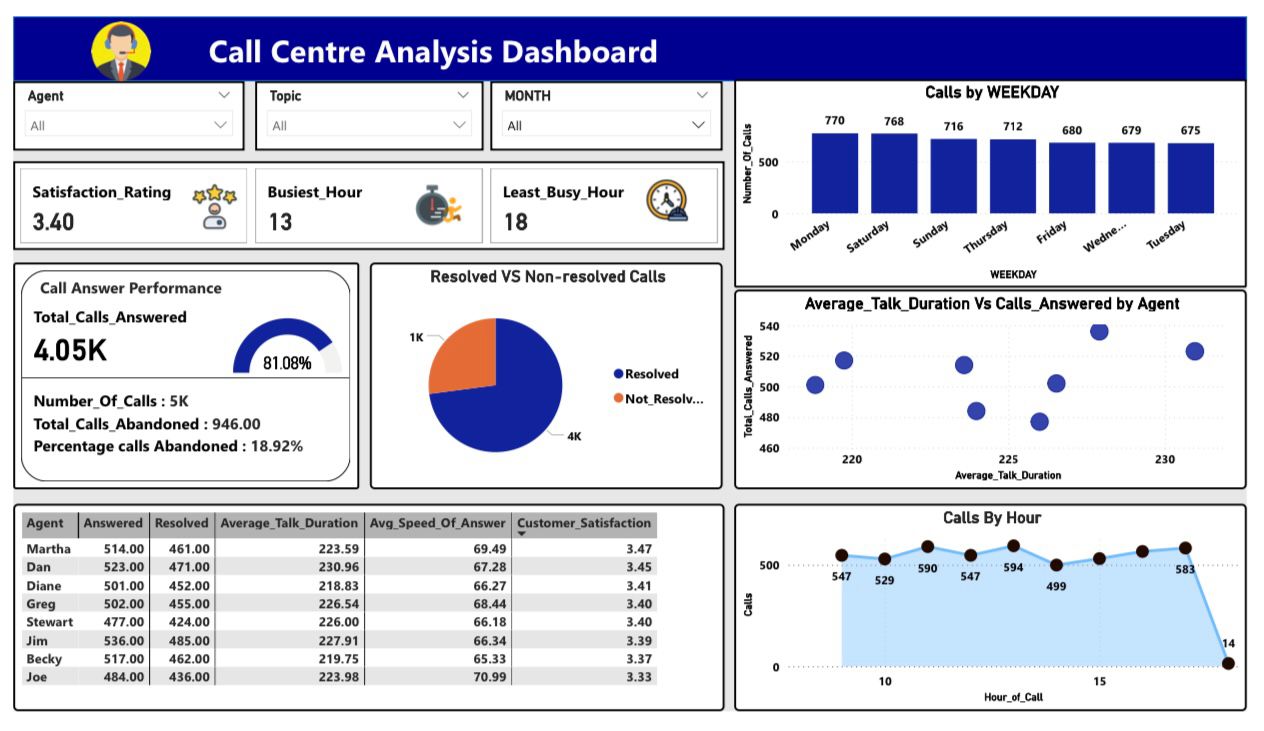 Call Centre Analysis Dashboard
Agent
All
Topic
All
MONTH
All
Satisfaction_Rating
3.40
Busiest_Hour
13
Least_Busy_Hour
18
Calls by WEEKDAY
Number_Of_Calls
500
0
770
768
716
712
680
679
675
Monday
Saturday
Sunday
Thursday
Friday
Wedne...
Tuesday
WEEKDAY
Call Answer Performance
Total_Calls_Answered
4.05K
81.08%
Number_Of_Calls : 5K
Total_Calls_Abandoned : 946.00
Percentage calls Abandoned : 18.92%
Resolved VS Non-resolved Calls
1K
4K
Resolved
Not_Resolv...
Average_Talk_Duration Vs Calls_Answered by Agent
Total_Calls_Answered
540
520
500
480
460
220
225
230
Average_Talk_Duration
Agent Answered Resolved Average_Talk_Duration Avg_Speed_Of_Answer Customer_Satisfaction
Martha 514.00 461.00 223.59 69.49 3.47
Dan 523.00 471.00 230.96 67.28 3.45
Diane 501.00 452.00 218.83 66.27 3.41
Greg 502.00 455.00 226.54 68.44 3.40
Stewart 477.00 424.00 226.00 66.18 3.40
Jim 536.00 485.00 227.91 66.34 3.39
Becky 517.00 462.00 219.75 65.33 3.37
Joe 484.00 436.00 223.98 70.99 3.33
Calls By Hour
Calls
500
0
547
529
590
547
594
499
583
14
10
15
Hour_of_Call